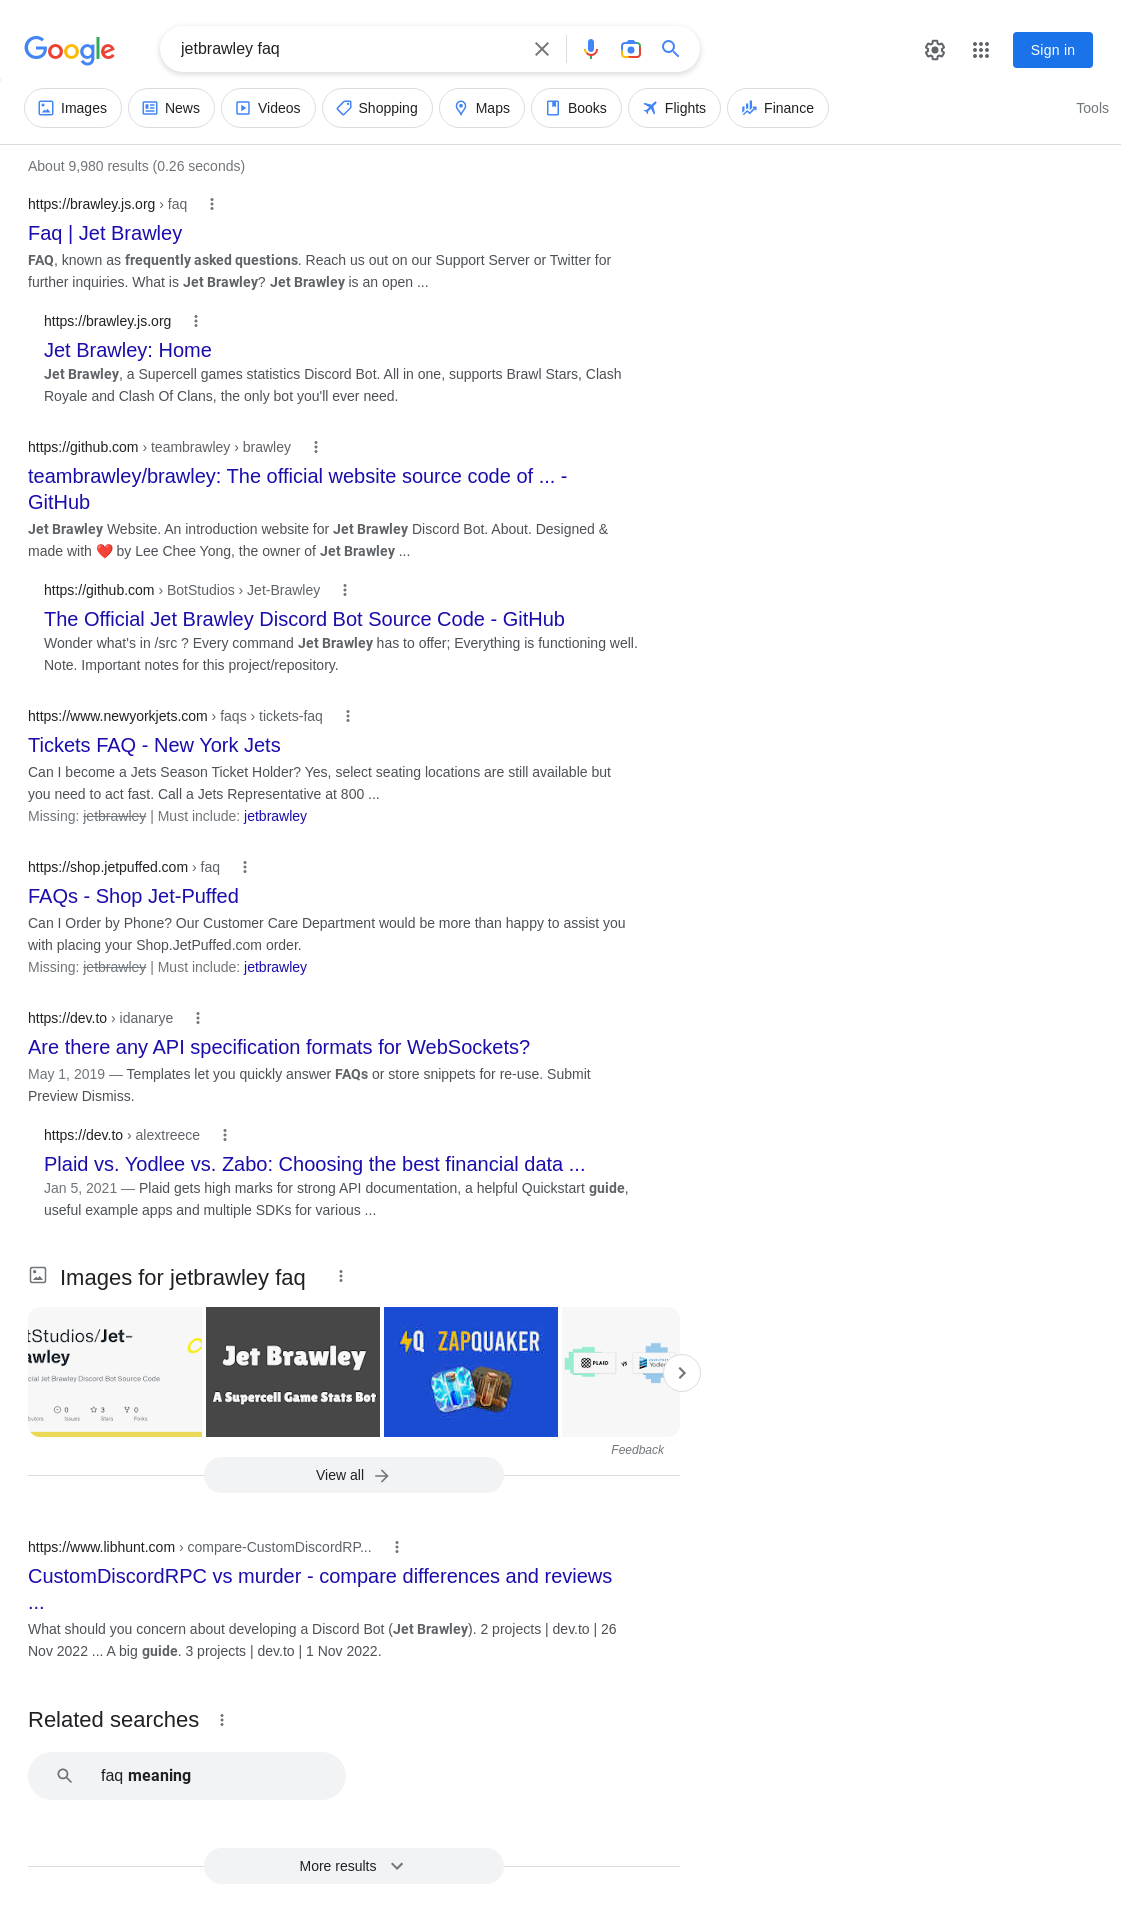 Google
jetbrawley faq
Sign in
Images
News
Videos
Shopping
Maps
Books
Flights
Finance
Tools
About 9,980 results (0.26 seconds)
https://brawley.js.org › faq
Faq | Jet Brawley
FAQ, known as frequently asked questions. Reach us out on our Support Server or Twitter for
further inquiries. What is Jet Brawley? Jet Brawley is an open ...
https://brawley.js.org
Jet Brawley: Home
Jet Brawley, a Supercell games statistics Discord Bot. All in one, supports Brawl Stars, Clash
Royale and Clash Of Clans, the only bot you'll ever need.
https://github.com › teambrawley › brawley
teambrawley/brawley: The official website source code of ... -
GitHub
Jet Brawley Website. An introduction website for Jet Brawley Discord Bot. About. Designed &
made with ❤️ by Lee Chee Yong, the owner of Jet Brawley ...
https://github.com › BotStudios › Jet-Brawley
The Official Jet Brawley Discord Bot Source Code - GitHub
Wonder what's in /src ? Every command Jet Brawley has to offer; Everything is functioning well.
Note. Important notes for this project/repository.
https://www.newyorkjets.com › faqs › tickets-faq
Tickets FAQ - New York Jets
Can I become a Jets Season Ticket Holder? Yes, select seating locations are still available but
you need to act fast. Call a Jets Representative at 800 ...
Missing: jetbrawley | Must include: jetbrawley
https://shop.jetpuffed.com › faq
FAQs - Shop Jet-Puffed
Can I Order by Phone? Our Customer Care Department would be more than happy to assist you
with placing your Shop.JetPuffed.com order.
Missing: jetbrawley | Must include: jetbrawley
https://dev.to › idanarye
Are there any API specification formats for WebSockets?
May 1, 2019 — Templates let you quickly answer FAQs or store snippets for re-use. Submit
Preview Dismiss.
https://dev.to › alextreece
Plaid vs. Yodlee vs. Zabo: Choosing the best financial data ...
Jan 5, 2021 — Plaid gets high marks for strong API documentation, a helpful Quickstart guide,
useful example apps and multiple SDKs for various ...
Images for jetbrawley faq
tStudios/Jet-
awley
cial Jet Brawley Discord Bot Source Code
0 3 0
butors Issues Stars Forks
Jet Brawley
A Supercell Game Stats Bot
Q ZAPQUAKER
PLAID vs Yodlee
Feedback
View all
https://www.libhunt.com › compare-CustomDiscordRP...
CustomDiscordRPC vs murder - compare differences and reviews
...
What should you concern about developing a Discord Bot (Jet Brawley). 2 projects | dev.to | 26
Nov 2022 ... A big guide. 3 projects | dev.to | 1 Nov 2022.
Related searches
faq meaning
More results